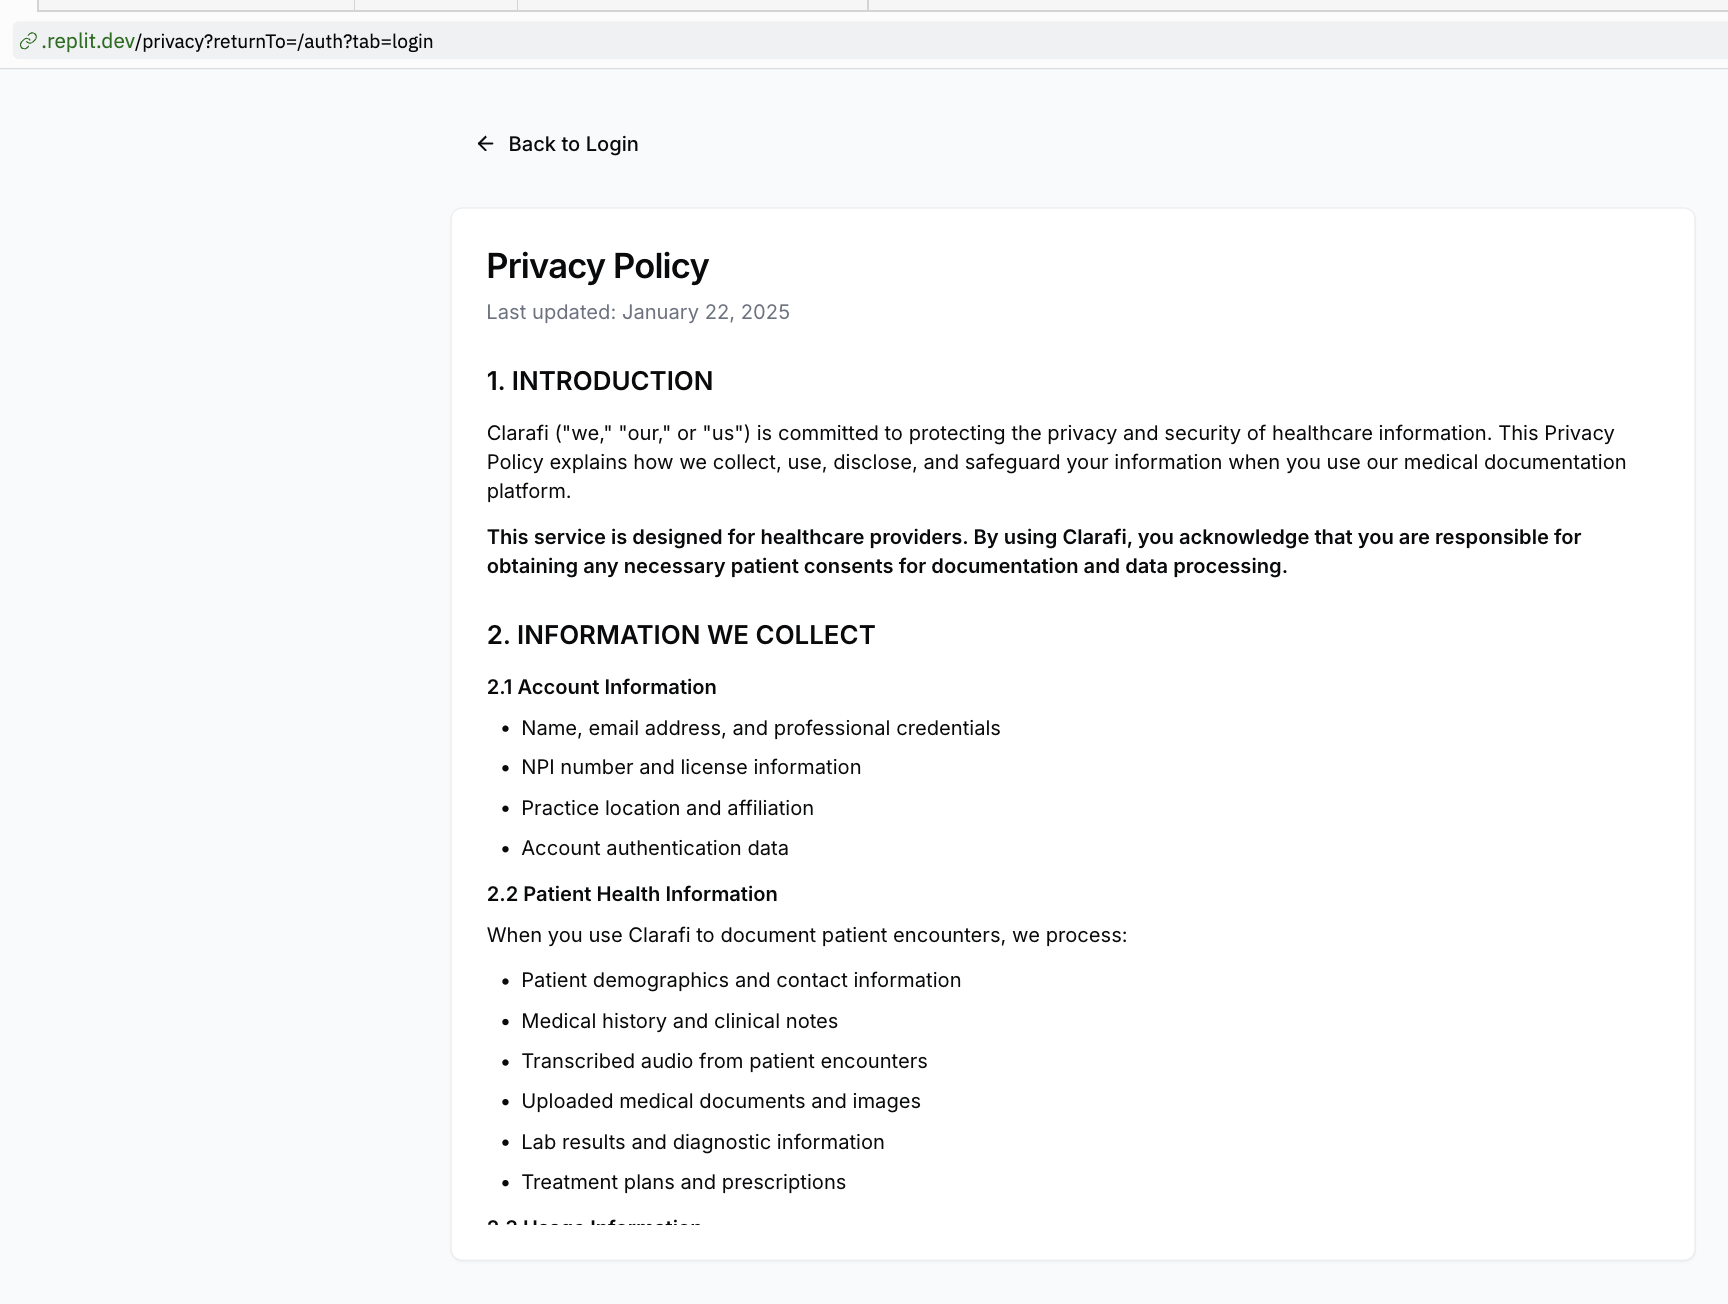 .replit.dev/privacy?returnTo=/auth?tab=login
Back to Login
Privacy Policy
Last updated: January 22, 2025
1. INTRODUCTION
Clarafi ("we," "our," or "us") is committed to protecting the privacy and security of healthcare information. This Privacy
Policy explains how we collect, use, disclose, and safeguard your information when you use our medical documentation
platform.
This service is designed for healthcare providers. By using Clarafi, you acknowledge that you are responsible for
obtaining any necessary patient consents for documentation and data processing.
2. INFORMATION WE COLLECT
2.1 Account Information
• Name, email address, and professional credentials
• NPI number and license information
• Practice location and affiliation
• Account authentication data
2.2 Patient Health Information
When you use Clarafi to document patient encounters, we process:
• Patient demographics and contact information
• Medical history and clinical notes
• Transcribed audio from patient encounters
• Uploaded medical documents and images
• Lab results and diagnostic information
• Treatment plans and prescriptions
2.3 Usage Information